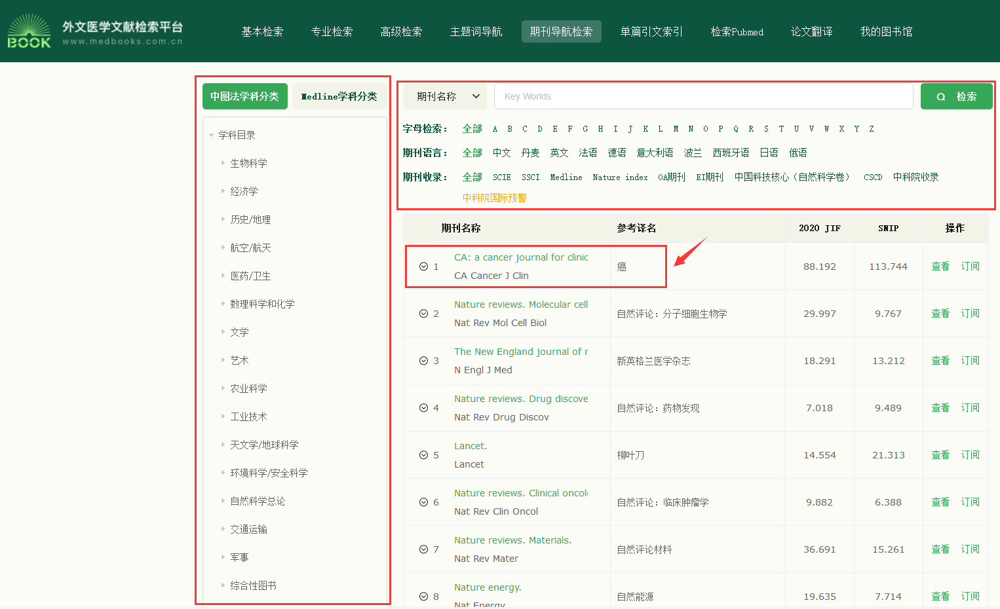 外文医学文献检索平台
BOOK www.medbooks.com.cn
基本检索 专业检索 高级检索 主题词导航 期刊导航检索 单篇引文索引 检索Pubmed 论文翻译 我的图书馆
中图法学科分类 Medline学科分类
学科目录
生物科学
经济学
历史/地理
航空/航天
医药/卫生
数理科学和化学
文学
艺术
农业科学
工业技术
天文学/地球科学
环境科学/安全科学
自然科学总论
交通运输
军事
综合性图书
期刊名称 Key Worlds 检索
字母检索： 全部 A B C D E F G H I J K L M N O P Q R S T U V W X Y Z
期刊语言： 全部 中文 丹麦 英文 法语 德语 意大利语 波兰 西班牙语 日语 俄语
期刊收录： 全部 SCIE SSCI Medline Nature index OA期刊 EI期刊 中国科技核心（自然科学卷） CSCD 中科院收录
中科院国际预警
期刊名称 参考译名 2020 JIF SNIP 操作
CA: a cancer journal for clinic
1 癌 88.192 113.744 查看 订阅
CA Cancer J Clin
Nature reviews. Molecular cell
2 自然评论：分子细胞生物学 29.997 9.767 查看 订阅
Nat Rev Mol Cell Biol
The New England journal of r
3 新英格兰医学杂志 18.291 13.212 查看 订阅
N Engl J Med
Nature reviews. Drug discove
4 自然评论：药物发现 7.018 9.489 查看 订阅
Nat Rev Drug Discov
Lancet.
5 柳叶刀 14.554 21.313 查看 订阅
Lancet
Nature reviews. Clinical oncol
6 自然评论：临床肿瘤学 9.882 6.388 查看 订阅
Nat Rev Clin Oncol
Nature reviews. Materials.
7 自然评论材料 36.691 15.261 查看 订阅
Nat Rev Mater
Nature energy.
8 自然能源 19.635 7.714 查看 订阅
Nat Energy